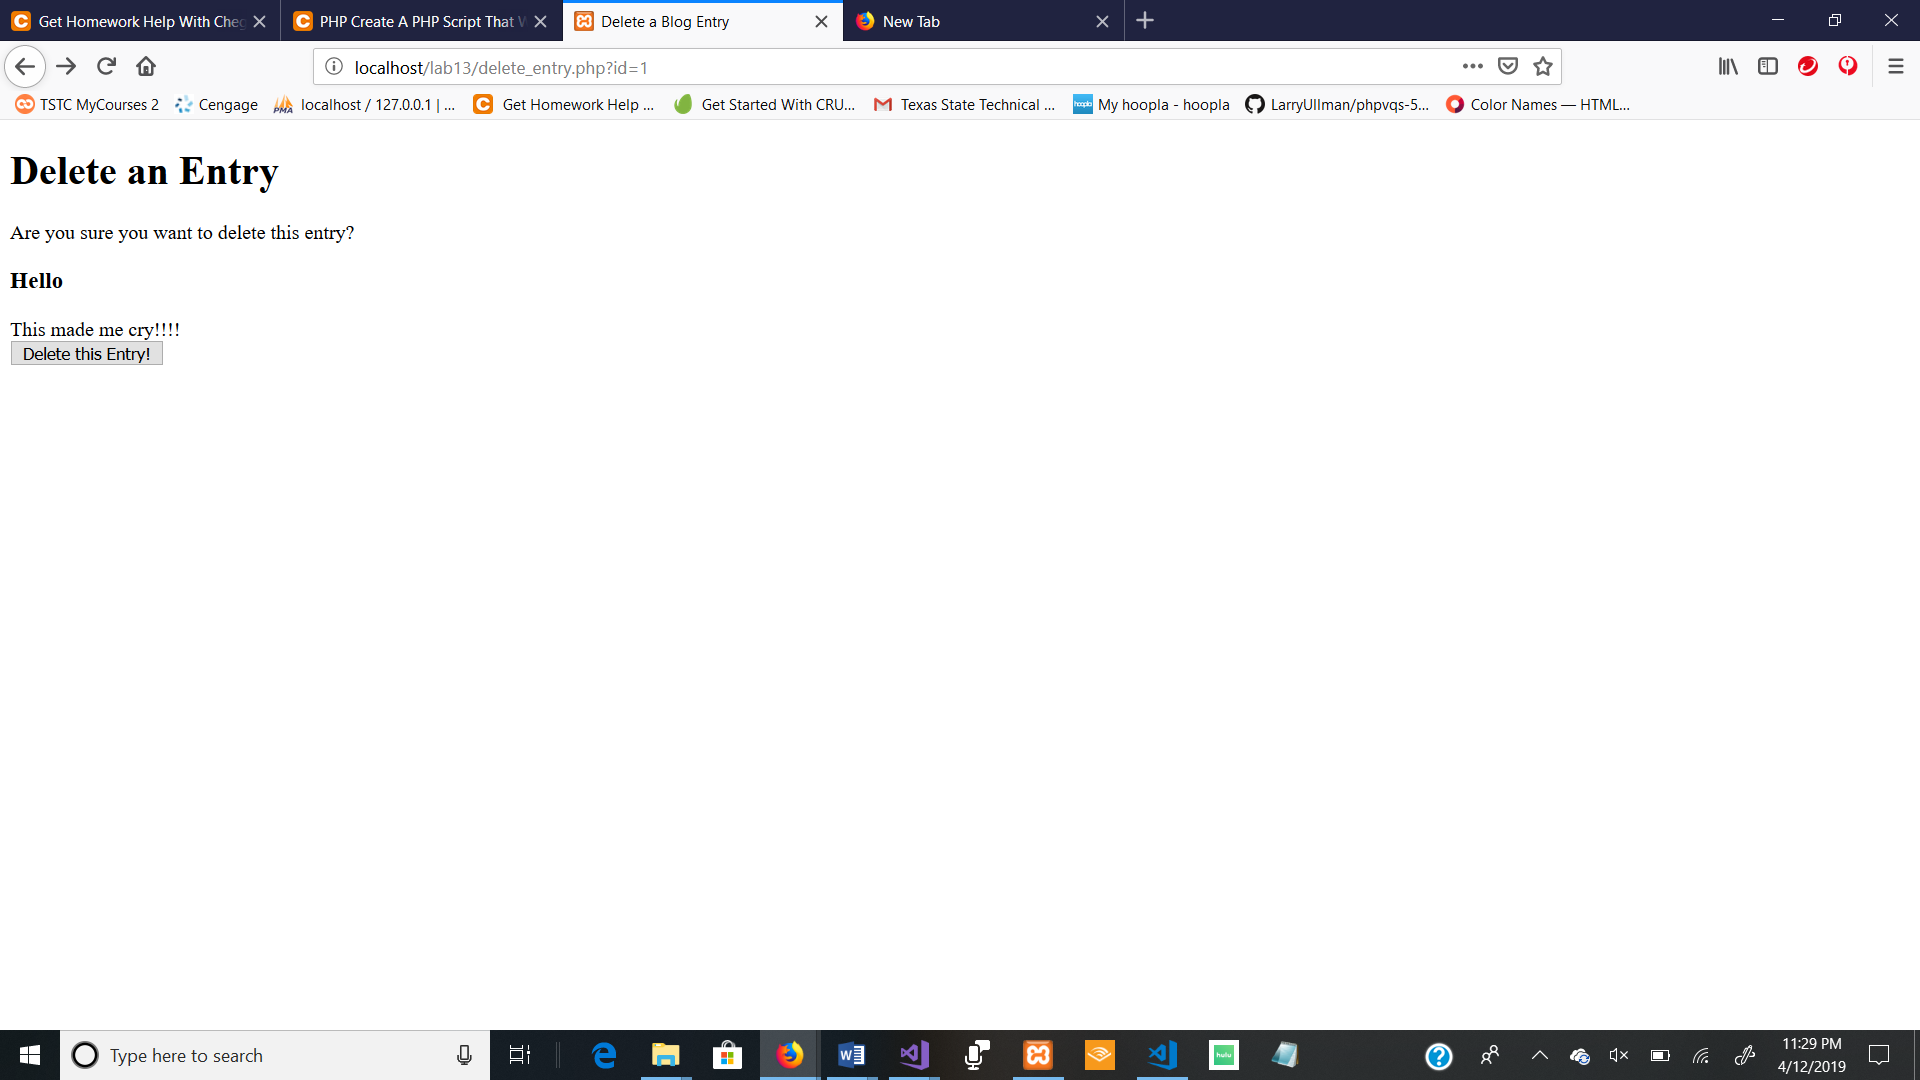 Get Homework Help With Cheg
PHP Create A PHP Script That W
Delete a Blog Entry
New Tab
localhost/lab13/delete_entry.php?id=1
TSTC MyCourses 2
Cengage
PMA
localhost / 127.0.0.1 | ...
Get Homework Help ...
Get Started With CRU...
Texas State Technical ...
hoopla
My hoopla - hoopla
LarryUllman/phpvqs-5...
Color Names — HTML...
Delete an Entry
Are you sure you want to delete this entry?
Hello
This made me cry!!!!
Delete this Entry!
Type here to search
hulu
11:29 PM
4/12/2019